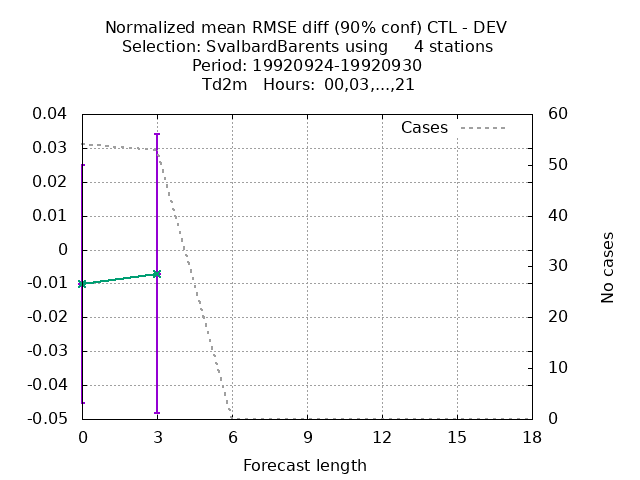 Normalized mean RMSE diff (90% conf) CTL - DEV
Selection: SvalbardBarents using     4 stations
Period: 19920924-19920930
Td2m   Hours:  00,03,...,21
0.04
0.03
0.02
0.01
0
-0.01
-0.02
-0.03
-0.04
-0.05
Cases
60
50
40
30
20
10
0
No cases
0 3 6 9 12 15 18
Forecast length